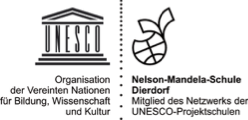 UNESCO
Organisation
der Vereinten Nationen
für Bildung, Wissenschaft
und Kultur
Nelson-Mandela-Schule
Dierdorf
Mitglied des Netzwerks der
UNESCO-Projektschulen